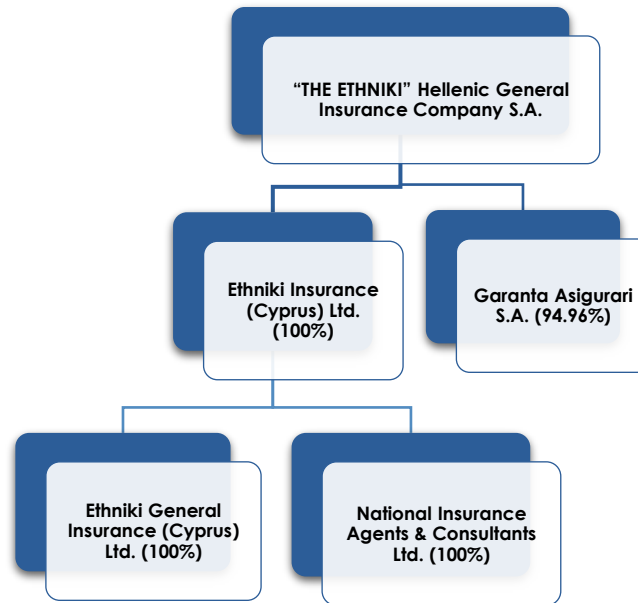 “THE ETHNIKI” Hellenic General
Insurance Company S.A.
Ethniki Insurance
(Cyprus) Ltd.
(100%)
Garanta Asigurari
S.A. (94.96%)
Ethniki General
Insurance (Cyprus)
Ltd. (100%)
National Insurance
Agents & Consultants
Ltd. (100%)